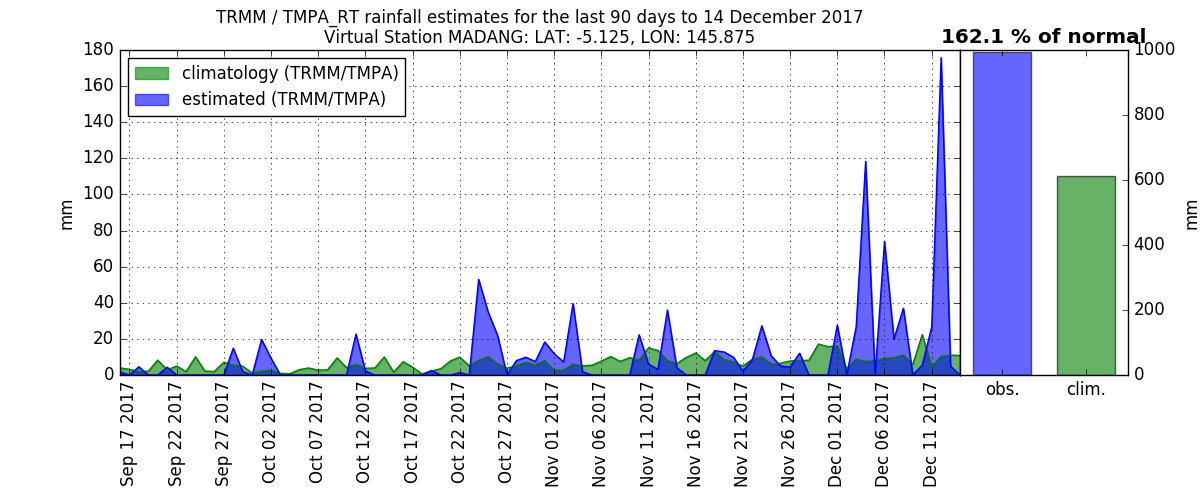 TRMM / TMPA_RT rainfall estimates for the last 90 days to 14 December 2017
Virtual Station MADANG: LAT: -5.125, LON: 145.875
162.1 % of normal
climatology (TRMM/TMPA)
estimated (TRMM/TMPA)
180
160
140
120
100
80
60
40
20
0
mm
Sep 17 2017
Sep 22 2017
Sep 27 2017
Oct 02 2017
Oct 07 2017
Oct 12 2017
Oct 17 2017
Oct 22 2017
Oct 27 2017
Nov 01 2017
Nov 06 2017
Nov 11 2017
Nov 16 2017
Nov 21 2017
Nov 26 2017
Dec 01 2017
Dec 06 2017
Dec 11 2017
obs.
clim.
1000
800
600
400
200
0
mm